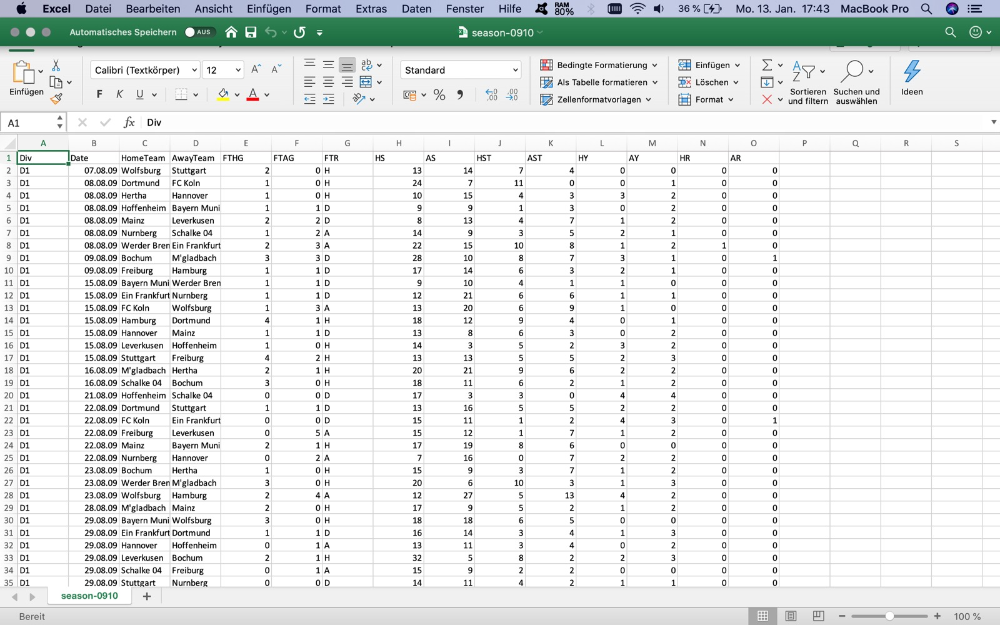 Excel Datei Bearbeiten Ansicht Einfügen Format Extras Daten Fenster Hilfe RAM 80% 36 % Mo. 13. Jan. 17:43 MacBook Pro
Automatisches Speichern AUS season-0910
Einfügen Calibri (Textkörper) 12 A A ab c Standard Bedingte Formatierung Einfügen Σ A Z
F K U A % 00 00 Als Tabelle formatieren Löschen Sortieren und filtern Suchen und auswählen Ideen
Zellenformatvorlagen Format
A1 fx Div
A B C D E F G H I J K L M N O P Q R S
1 Div Date HomeTeam AwayTeam FTHG FTAG FTR HS AS HST AST HY AY HR AR
2 D1 07.08.09 Wolfsburg Stuttgart 2 0 H 13 14 7 4 0 0 0 0
3 D1 08.08.09 Dortmund FC Koln 1 0 H 24 7 11 0 0 1 0 0
4 D1 08.08.09 Hertha Hannover 1 0 H 10 15 4 3 3 2 0 0
5 D1 08.08.09 Hoffenheim Bayern Muni 1 1 D 9 9 1 3 0 2 0 0
6 D1 08.08.09 Mainz Leverkusen 2 2 D 8 13 4 7 1 2 0 0
7 D1 08.08.09 Nurnberg Schalke 04 1 2 A 14 9 3 5 2 1 0 0
8 D1 08.08.09 Werder Bren Ein Frankfurt 2 3 A 22 15 10 8 1 2 1 0
9 D1 09.08.09 Bochum M'gladbach 3 3 D 28 10 8 7 3 1 0 1
10 D1 09.08.09 Freiburg Hamburg 1 1 D 17 14 6 3 2 1 0 0
11 D1 15.08.09 Bayern Muni Werder Bren 1 1 D 9 10 4 1 1 0 0 0
12 D1 15.08.09 Ein Frankfurt Nurnberg 1 1 D 12 21 6 6 1 1 0 0
13 D1 15.08.09 FC Koln Wolfsburg 1 3 A 13 20 6 9 1 0 0 0
14 D1 15.08.09 Hamburg Dortmund 4 1 H 18 12 9 4 0 1 0 0
15 D1 15.08.09 Hannover Mainz 1 1 D 13 8 6 3 0 2 0 0
16 D1 15.08.09 Leverkusen Hoffenheim 1 0 H 14 3 5 2 3 2 0 0
17 D1 15.08.09 Stuttgart Freiburg 4 2 H 13 13 5 5 2 3 0 0
18 D1 16.08.09 M'gladbach Hertha 2 1 H 20 21 9 6 2 2 0 0
19 D1 16.08.09 Schalke 04 Bochum 3 0 H 18 11 6 2 1 2 0 0
20 D1 21.08.09 Hoffenheim Schalke 04 0 0 D 17 3 3 0 4 4 0 0
21 D1 22.08.09 Dortmund Stuttgart 1 1 D 13 16 5 5 2 2 0 0
22 D1 22.08.09 FC Koln Ein Frankfurt 0 0 D 15 11 1 2 4 3 0 1
23 D1 22.08.09 Freiburg Leverkusen 0 5 A 15 12 1 7 1 2 0 0
24 D1 22.08.09 Mainz Bayern Muni 2 1 H 17 19 8 6 0 0 0 0
25 D1 22.08.09 Nurnberg Hannover 0 2 A 7 16 0 7 2 2 0 0
26 D1 23.08.09 Bochum Hertha 1 0 H 15 9 3 7 1 2 0 0
27 D1 23.08.09 Werder Bren M'gladbach 3 0 H 20 6 10 3 1 3 0 0
28 D1 23.08.09 Wolfsburg Hamburg 2 4 A 12 27 5 13 4 2 0 0
29 D1 28.08.09 M'gladbach Mainz 2 0 H 17 9 5 2 1 2 0 0
30 D1 29.08.09 Bayern Muni Wolfsburg 3 0 H 18 18 6 5 0 0 0 0
31 D1 29.08.09 Ein Frankfurt Dortmund 1 1 D 16 14 3 4 1 3 0 0
32 D1 29.08.09 Hannover Hoffenheim 0 1 A 13 11 3 4 0 2 0 0
33 D1 29.08.09 Leverkusen Bochum 2 1 H 32 5 8 2 2 3 0 0
34 D1 29.08.09 Schalke 04 Freiburg 0 1 A 15 9 2 2 0 0 0 0
35 D1 29.08.09 Stuttgart Nurnberg 0 0 D 14 11 4 2 1 1 0 0
season-0910 +
Bereit 100 %